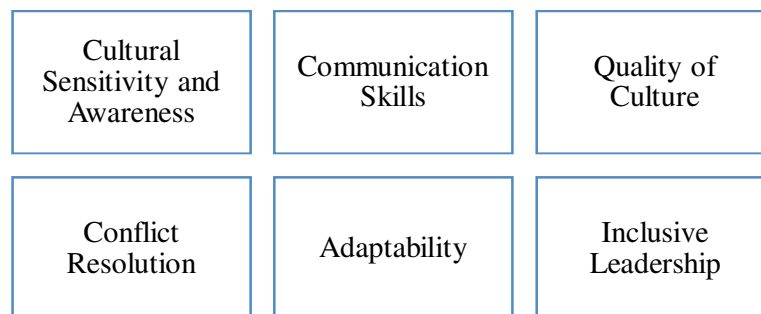 Cultural
Sensitivity and
Awareness
Communication
Skills
Quality of
Culture
Conflict
Resolution
Adaptability
Inclusive
Leadership